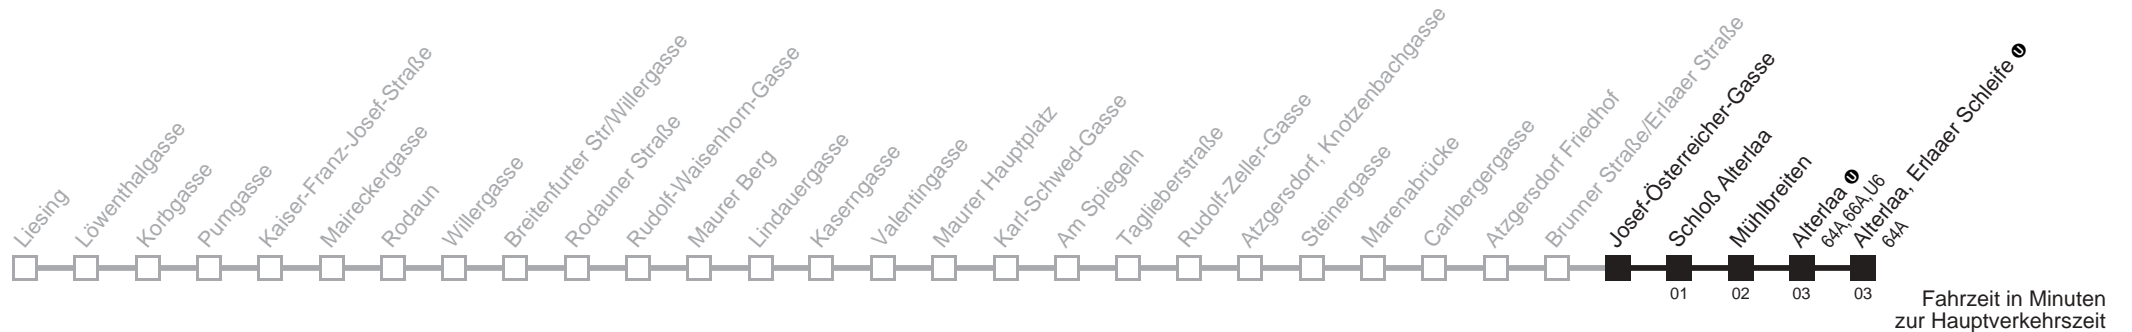 Liesing
Löwenthalgasse
Korbgasse
Pumgasse
Kaiser-Franz-Josef-Straße
Maireckergasse
Rodaun
Willergasse
Breitenfurter Str/Willergasse
Rodauner Straße
Rudolf-Waisenhorn-Gasse
Maurer Berg
Lindauergasse
Kaserngasse
Valentingasse
Maurer Hauptplatz
Karl-Schwed-Gasse
Am Spiegeln
Taglieberstraße
Rudolf-Zeller-Gasse
Atzgersdorf, Knotzenbachgasse
Steinergasse
Marenabrücke
Carlbergergasse
Atzgersdorf Friedhof
Brunner Straße/Erlaaer Straße
Josef-Österreicher-Gasse
Schloß Alterlaa
Mühlbreiten
Alterlaa U
64A,66A,U6
Alterlaa, Erlaaer Schleife U
64A
01
02
03
03
Fahrzeit in Minuten
zur Hauptverkehrszeit